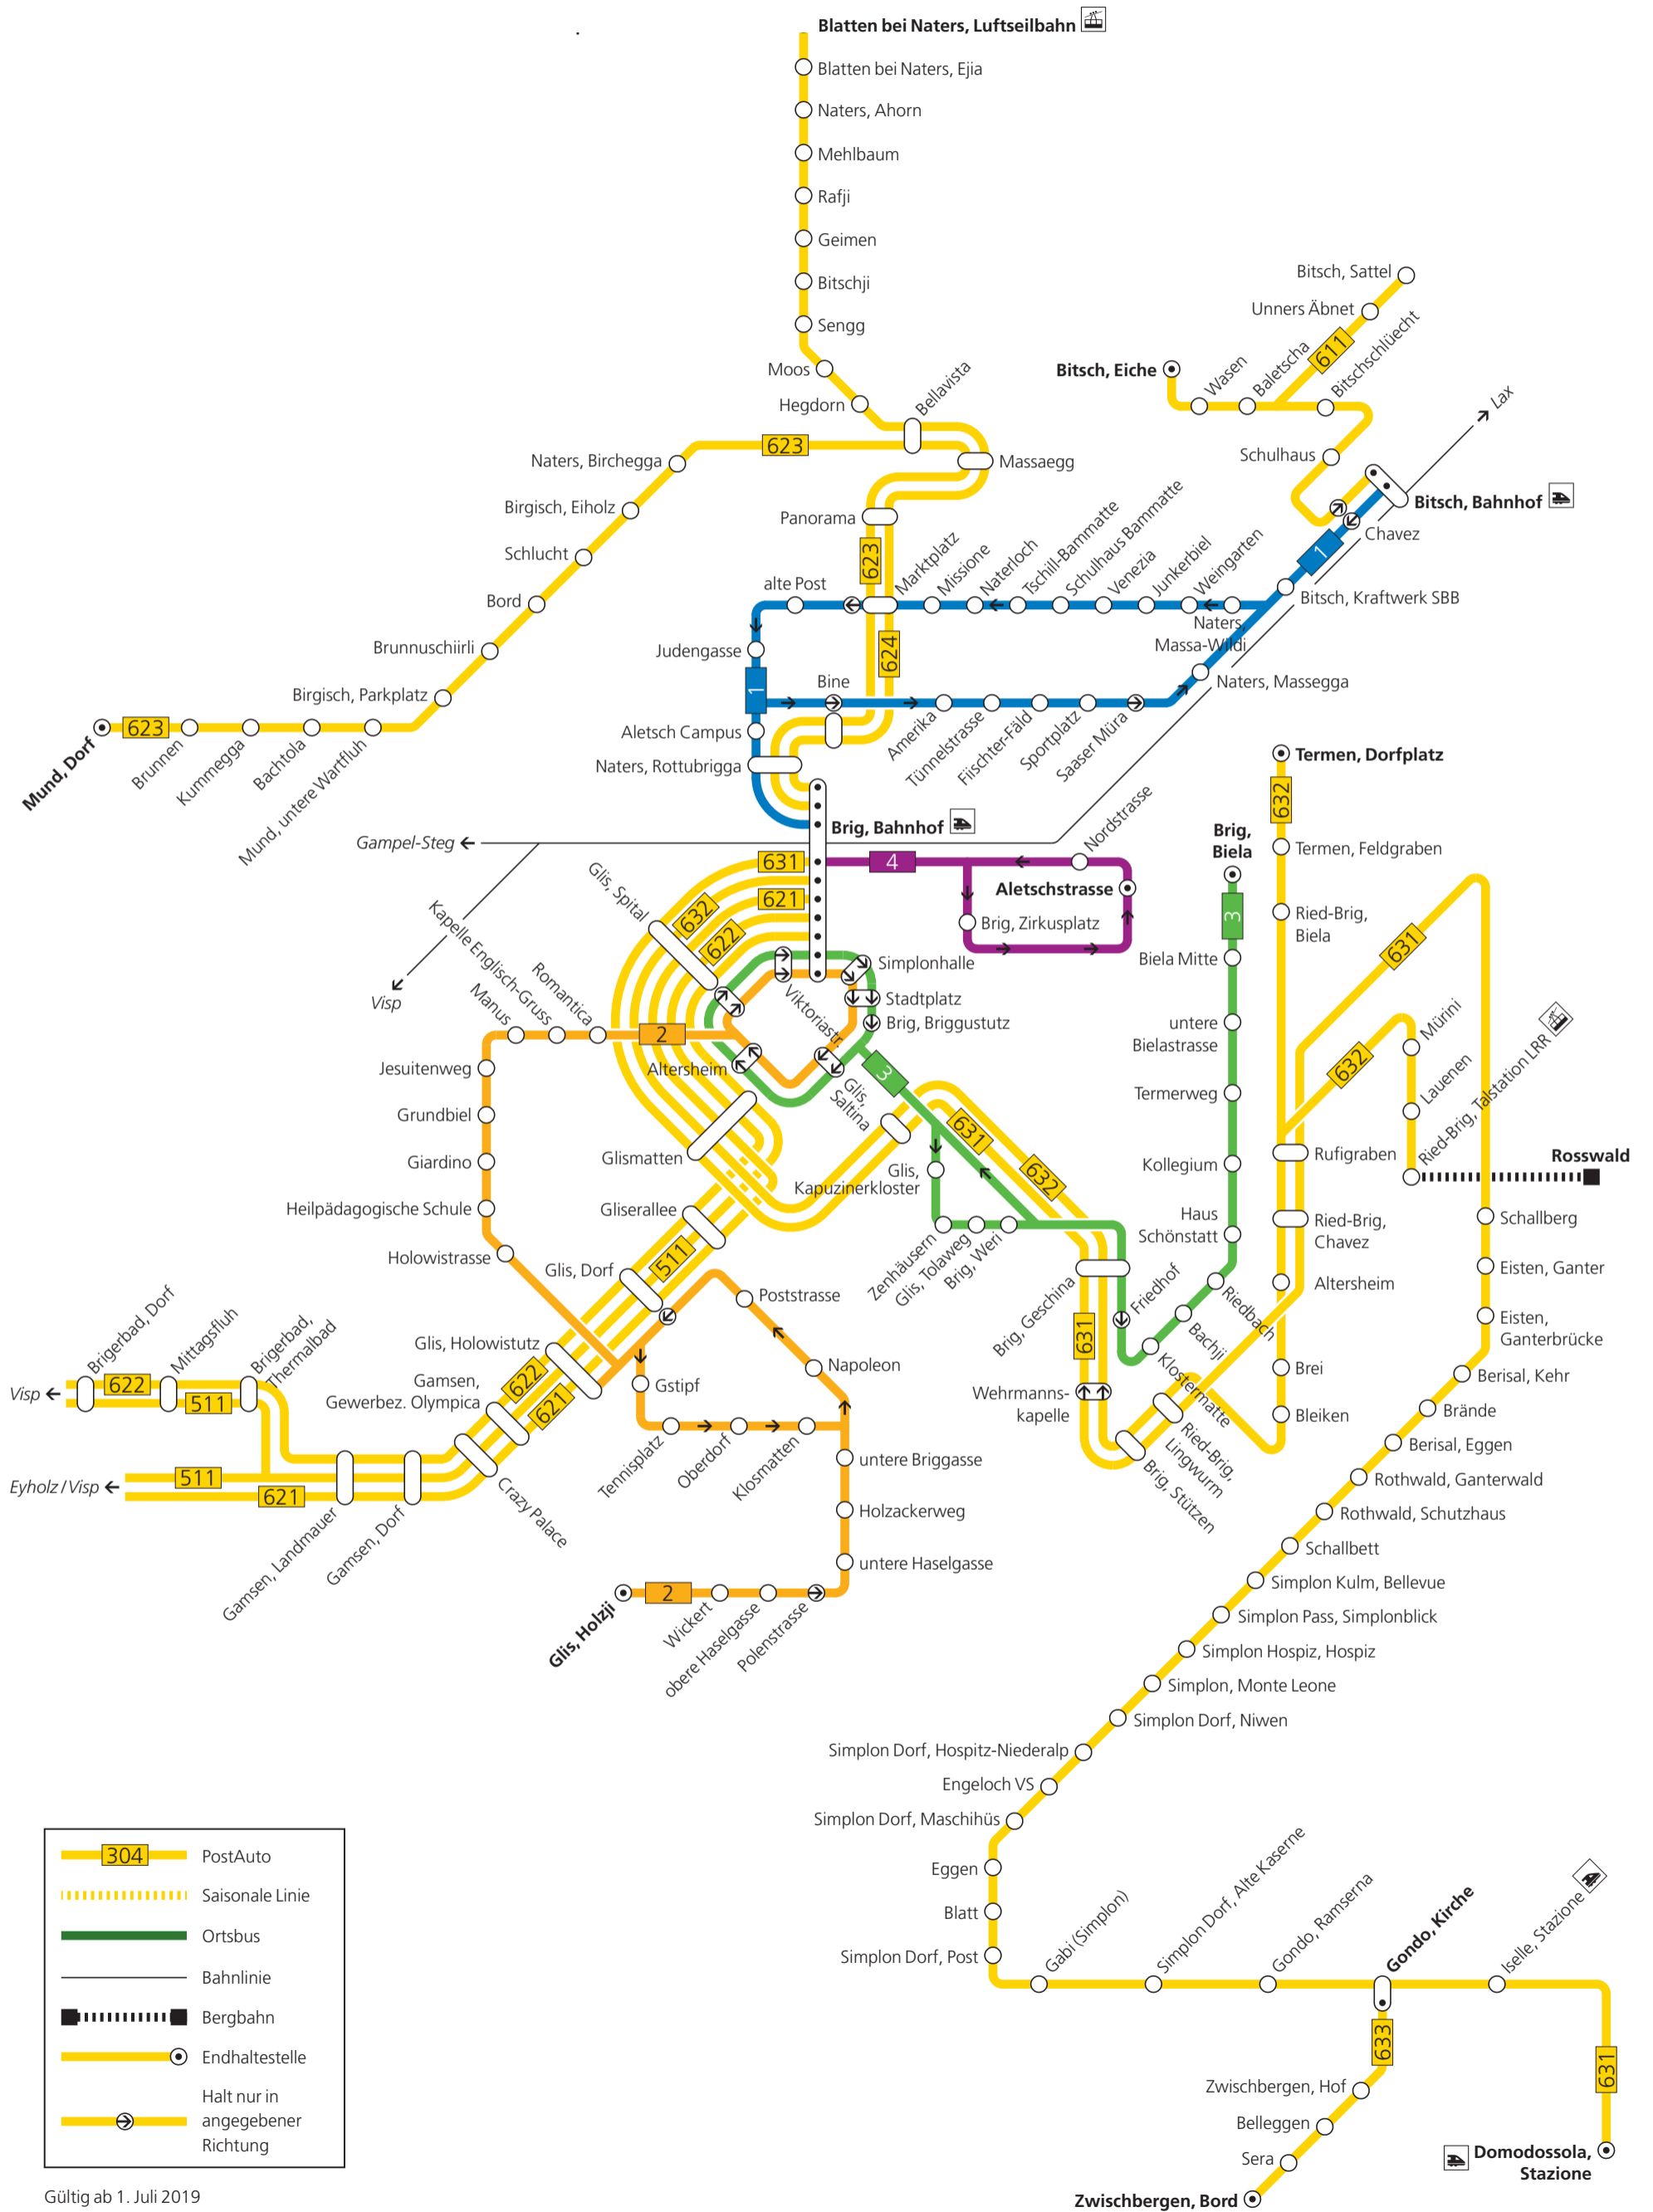 Blatten bei Naters, Luftseilbahn
Blatten bei Naters, Ejia
Naters, Ahorn
Mehlbaum
Rafji
Geimen
Bitschji
Sengg
Moos
Hegdorn
Bellavista
Massaegg
Panorama
623
Naters, Birchegga
Birgisch, Eiholz
Schlucht
Bord
Brunnuschiirli
Birgisch, Parkplatz
Mund, Dorf
623
Brunnen
Kummegga
Bachtola
Mund, untere Wartfluh
Bitsch, Sattel
Unners Äbnet
611
Bitschschlüecht
Baletscha
Wasen
Bitsch, Eiche
Schulhaus
Lax
Bitsch, Bahnhof
Chavez
1
Bitsch, Kraftwerk SBB
623
624
alte Post
Marktplatz
Missione
Naterloch
Tschill-Bammatte
Schulhaus Bammatte
Venezia
Junkerbiel
Weingarten
Naters,
Massa-Wildi
Naters, Massegga
Judengasse
1
Bine
Amerika
Tünnelstrasse
Fiischter-Fäld
Sportplatz
Saaser Müra
Aletsch Campus
Naters, Rottubrigga
Brig, Bahnhof
Gampel-Steg
Visp
631
621
632
622
4
Nordstrasse
Aletschstrasse
Brig, Zirkusplatz
Glis, Spital
Kapelle Englisch-Gruss
Romantica
Manus
2
Viktoriastr.
Simplonhalle
Stadtplatz
Brig, Briggustutz
Altersheim
Glis,
Saltina
3
Jesuitenweg
Grundbiel
Giardino
Heilpädagogische Schule
Holowistrasse
Glismatten
Gliserallee
511
Glis, Dorf
Glis, Holowistutz
622
621
Gamsen,
Gewerbez. Olympica
Crazy Palace
Gamsen, Dorf
Gamsen, Landmauer
Brigerbad, Dorf
Mittagsfluh
Brigerbad,
Thermalbad
Visp
622
511
Eyholz / Visp
511
621
Poststrasse
Napoleon
Gstipf
Tennisplatz
Oberdorf
Klosmatten
untere Briggasse
Holzackerweg
untere Haselgasse
Glis, Holzji
2
Wickert
obere Haselgasse
Polenstrasse
631
632
Glis,
Kapuzinerkloster
Zenhäusern
Glis, Tolaweg
Brig, Weri
Brig, Geschina
631
Wehrmanns-
kapelle
Friedhof
Klostermatte
Bachji
Riedbach
Haus
Schönstatt
Kollegium
Termerweg
untere
Bielastrasse
Biela Mitte
3
Brig,
Biela
Termen, Dorfplatz
632
Termen, Feldgraben
Ried-Brig,
Biela
631
632
Mürini
Lauenen
Ried-Brig, Talstation LRR
Rosswald
Rufigraben
Ried-Brig,
Chavez
Altersheim
Brei
Bleiken
Ried-Brig,
Lingwurm
Brig, Stützen
Schallberg
Eisten, Ganter
Eisten,
Ganterbrücke
Berisal, Kehr
Brände
Berisal, Eggen
Rothwald, Ganterwald
Rothwald, Schutzhaus
Schallbett
Simplon Kulm, Bellevue
Simplon Pass, Simplonblick
Simplon Hospiz, Hospiz
Simplon, Monte Leone
Simplon Dorf, Niwen
Simplon Dorf, Hospitz-Niederalp
Engeloch VS
Simplon Dorf, Maschihüs
Eggen
Blatt
Simplon Dorf, Post
Gabi (Simplon)
Simplon Dorf, Alte Kaserne
Gondo, Ramserna
Gondo, Kirche
Iselle, Stazione
633
631
Zwischbergen, Hof
Belleggen
Sera
Zwischbergen, Bord
Domodossola,
Stazione
304
PostAuto
Saisonale Linie
Ortsbus
Bahnlinie
Bergbahn
Endhaltestelle
Halt nur in
angegebener
Richtung
Gültig ab 1. Juli 2019